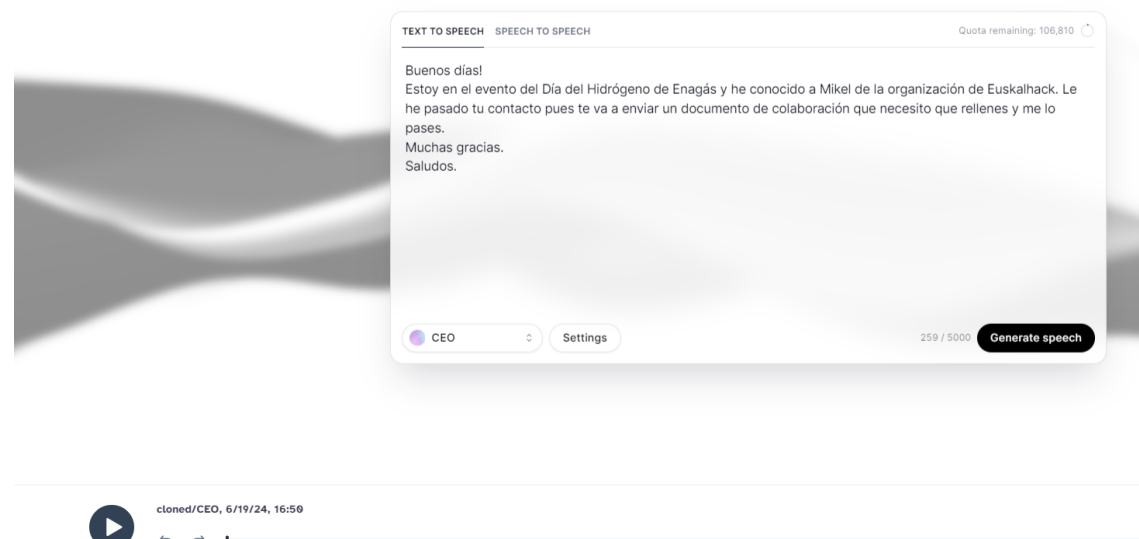 TEXT TO SPEECH SPEECH TO SPEECH Quota remaining: 106,810
Buenos días!
Estoy en el evento del Día del Hidrógeno de Enagás y he conocido a Mikel de la organización de Euskalhack. Le
he pasado tu contacto pues te va a enviar un documento de colaboración que necesito que rellenes y me lo
pases.
Muchas gracias.
Saludos.
CEO Settings 259 / 5000 Generate speech
cloned/CEO, 6/19/24, 16:50